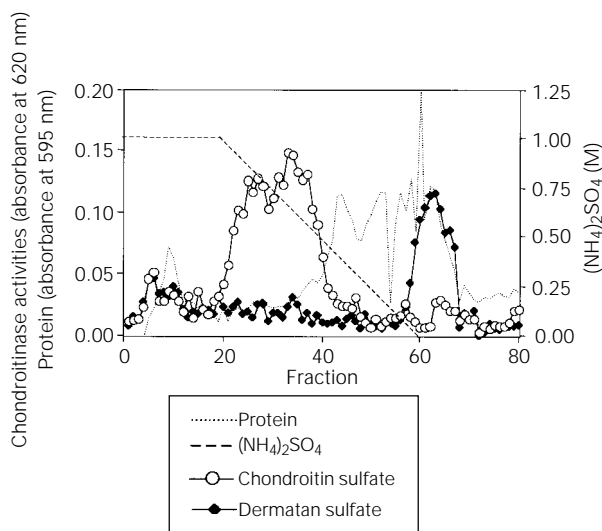 Chondroitinase activities (absorbance at 620 nm)
Protein (absorbance at 595 nm)
0.20
0.15
0.10
0.05
0.00
1.25
1.00
0.75
0.50
0.25
0.00
(NH4)2SO4 (M)
0
20
40
60
80
Fraction
Protein
(NH4)2SO4
Chondroitin sulfate
Dermatan sulfate